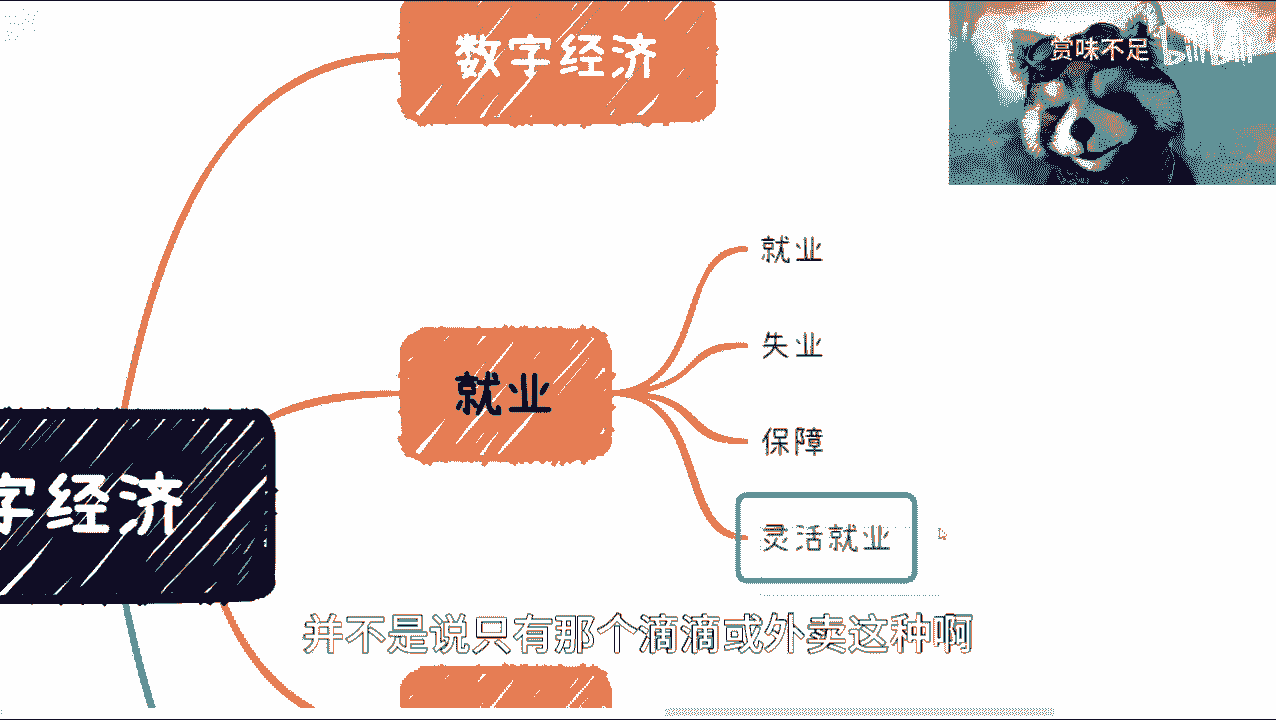 数字经济
赏味不足
就业
失业
就业
保障
字经济
灵活就业
并不是说只有那个滴滴或外卖这种啊